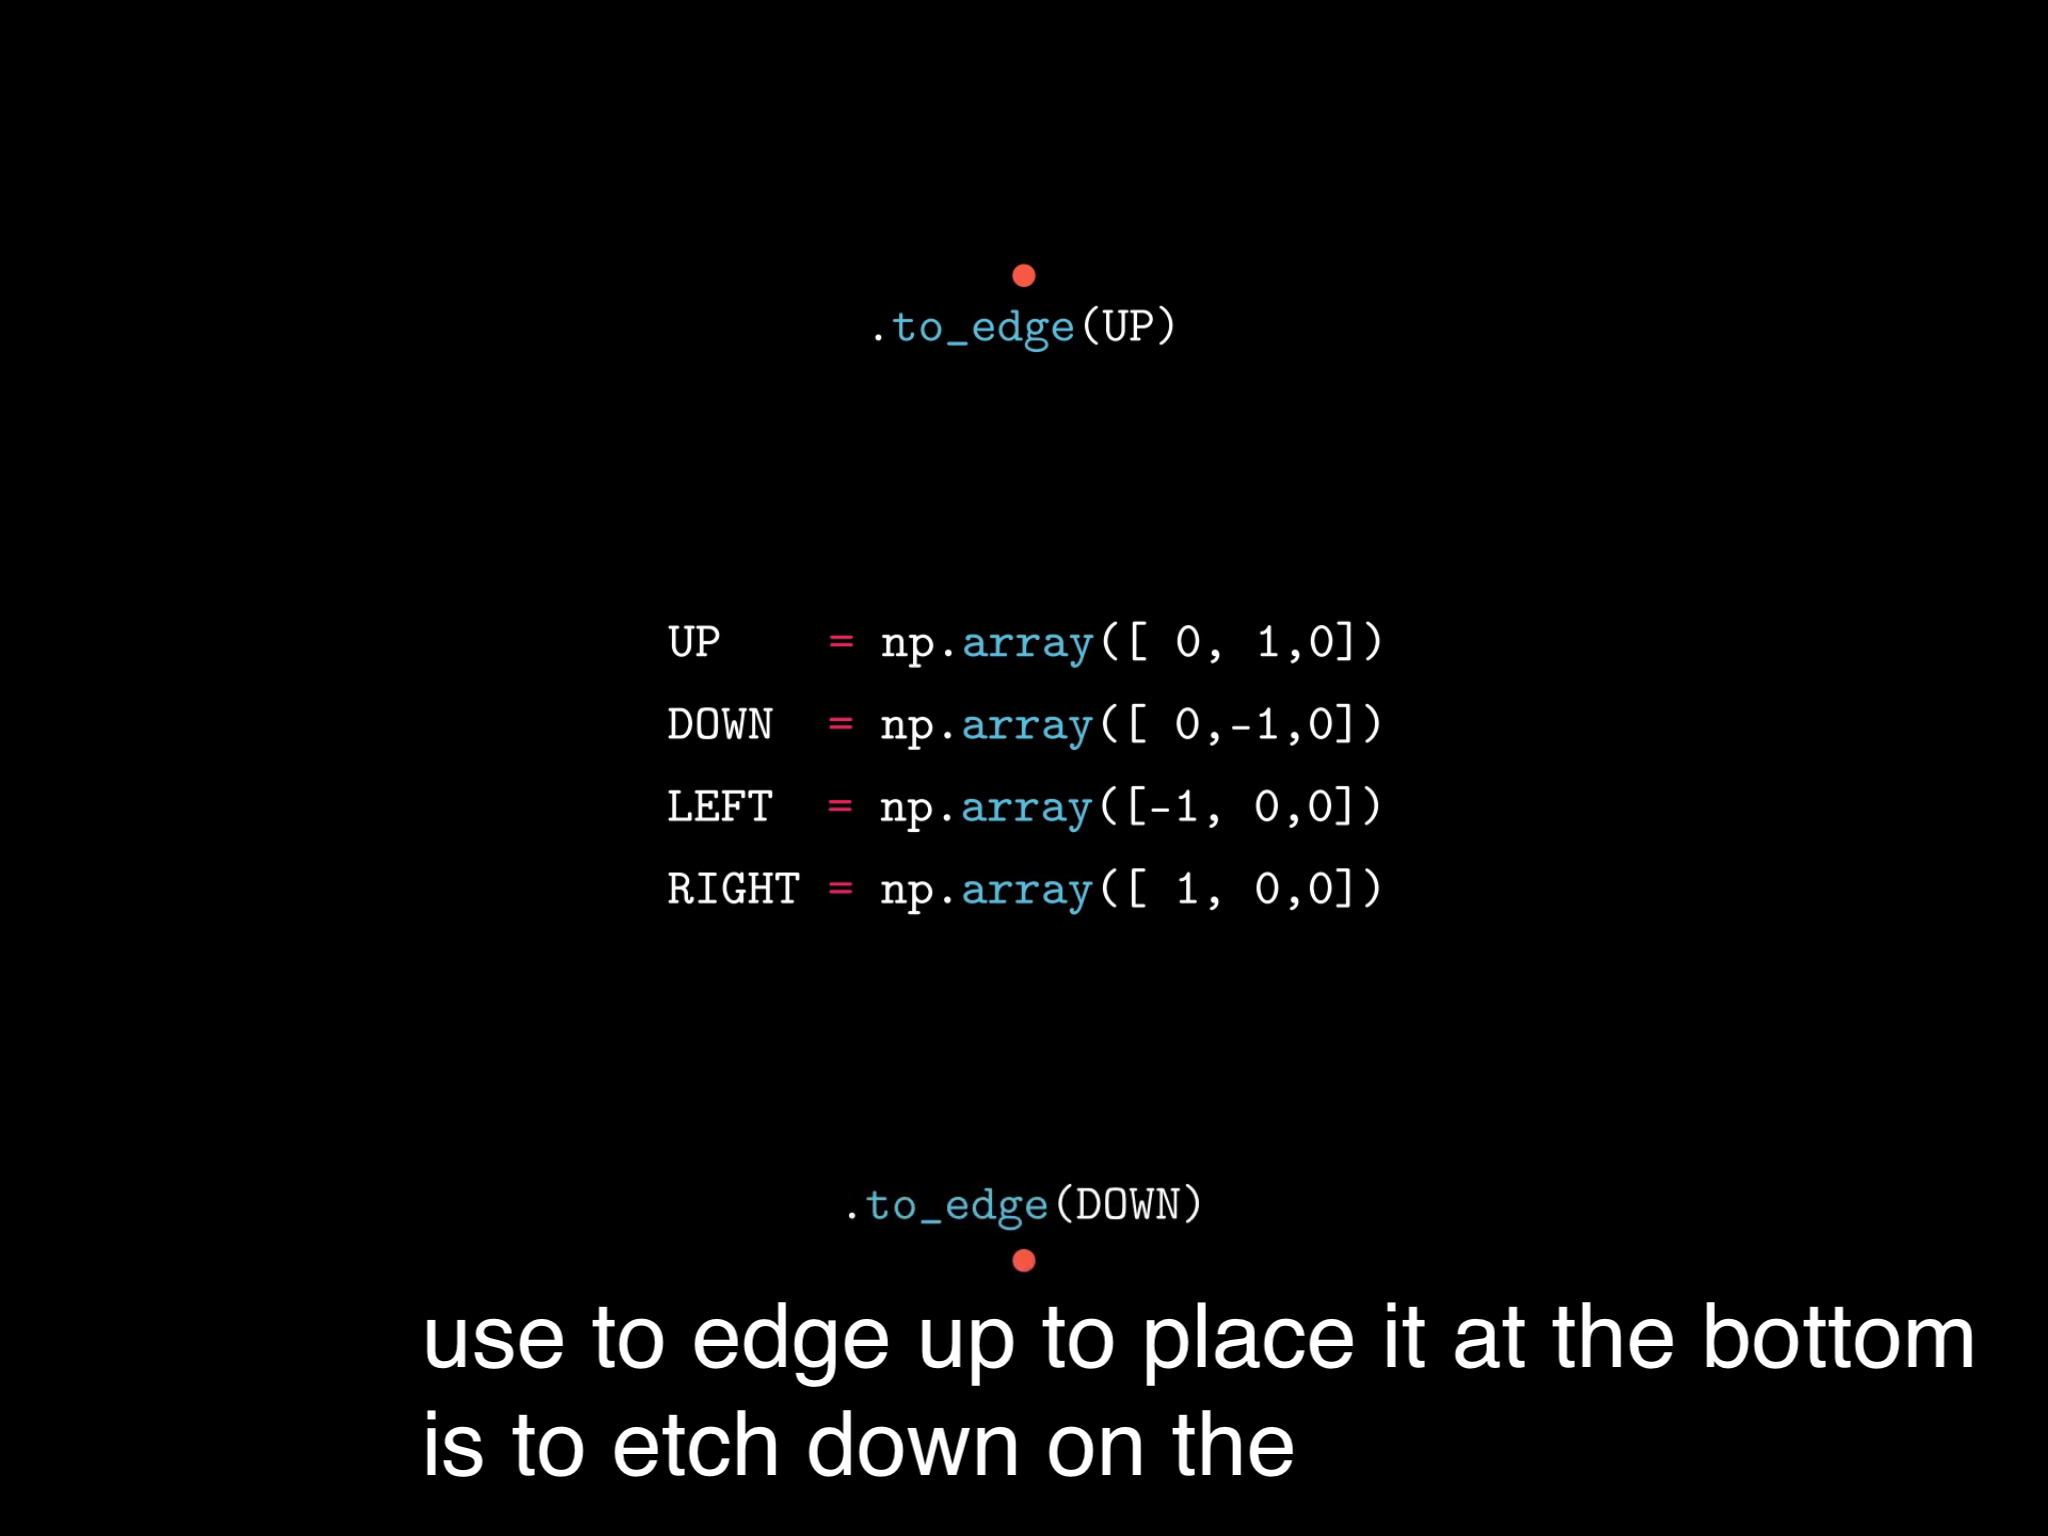 .to_edge(UP)
UP = np.array([ 0, 1,0])
DOWN = np.array([ 0,-1,0])
LEFT = np.array([-1, 0,0])
RIGHT = np.array([ 1, 0,0])
.to_edge(DOWN)
use to edge up to place it at the bottom
is to etch down on the